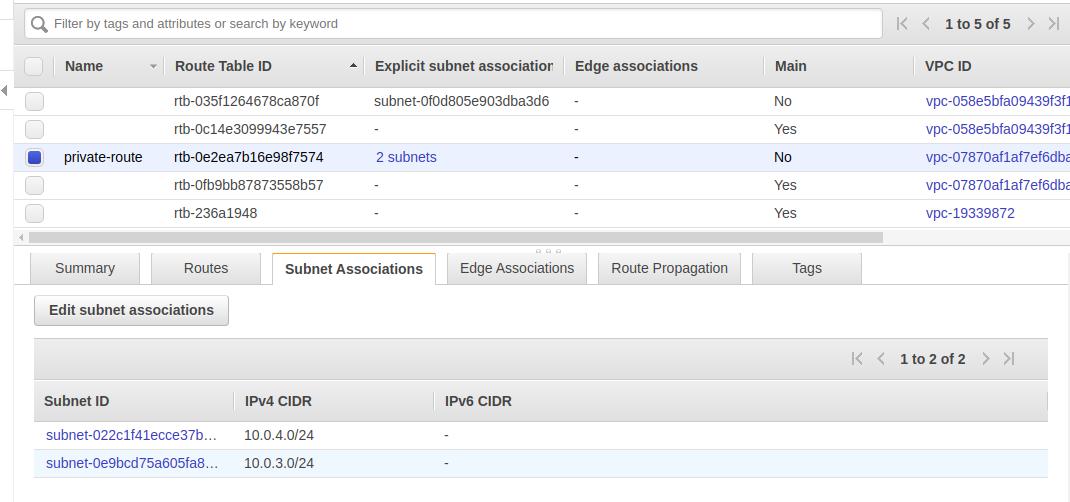 Filter by tags and attributes or search by keyword
1 to 5 of 5
Name Route Table ID Explicit subnet association Edge associations Main VPC ID
rtb-035f1264678ca870f subnet-0f0d805e903dba3d6 - No vpc-058e5bfa09439f3f1
rtb-0c14e3099943e7557 - - Yes vpc-058e5bfa09439f3f1
private-route rtb-0e2ea7b16e98f7574 2 subnets - No vpc-07870af1af7ef6dba
rtb-0fb9bb87873558b57 - - Yes vpc-07870af1af7ef6dba
rtb-236a1948 - - Yes vpc-19339872
Summary Routes Subnet Associations Edge Associations Route Propagation Tags
Edit subnet associations
1 to 2 of 2
Subnet ID IPv4 CIDR IPv6 CIDR
subnet-022c1f41ecce37b... 10.0.4.0/24 -
subnet-0e9bcd75a605fa8... 10.0.3.0/24 -